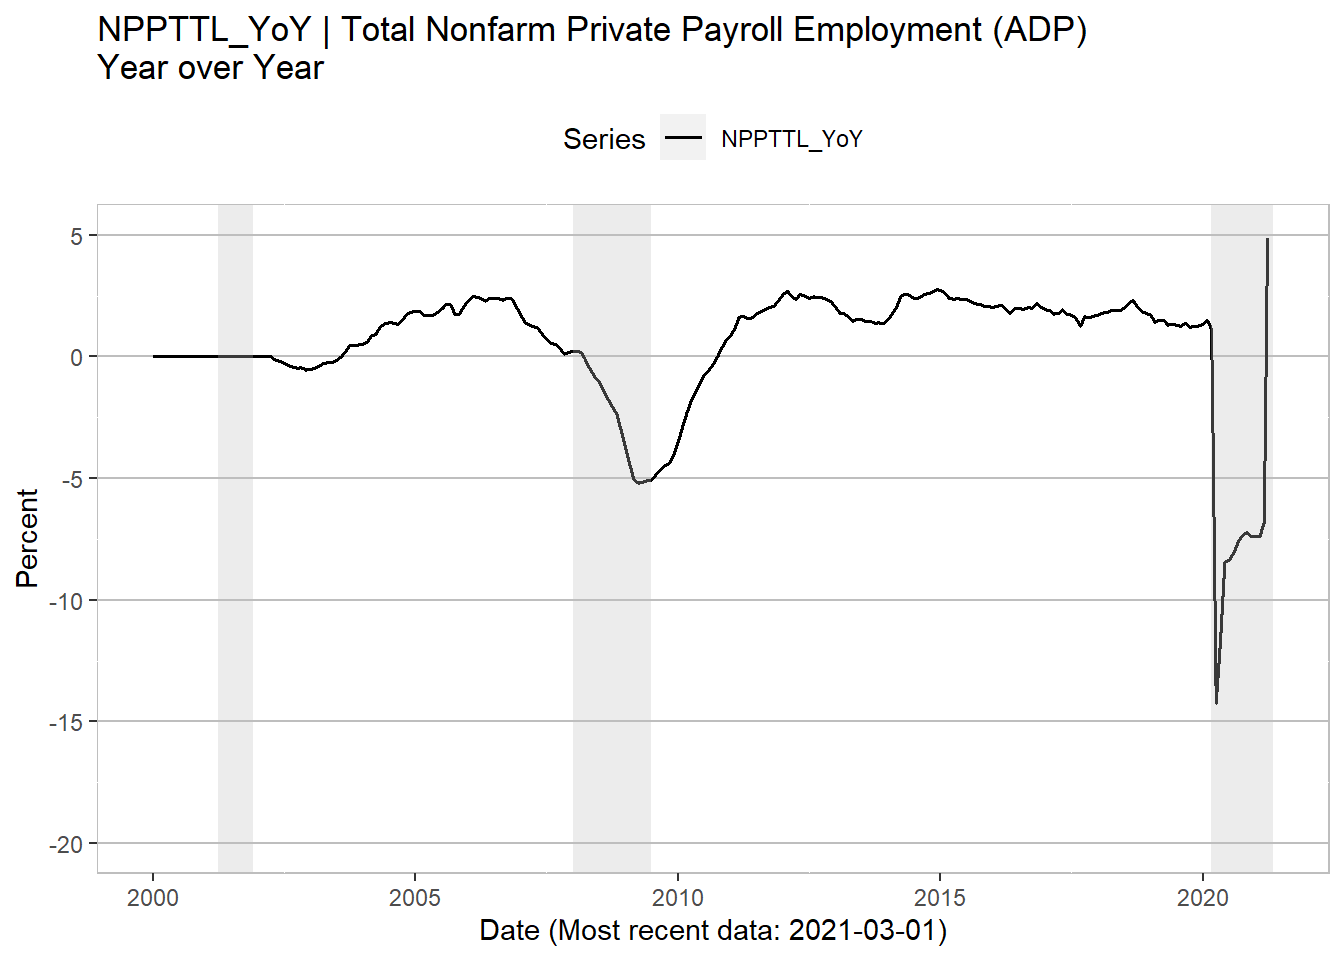 NPPTTL_YoY | Total Nonfarm Private Payroll Employment (ADP)
Year over Year
Series NPPTTL_YoY
5
0
-5
-10
-15
-20
Percent
2000 2005 2010 2015 2020
Date (Most recent data: 2021-03-01)